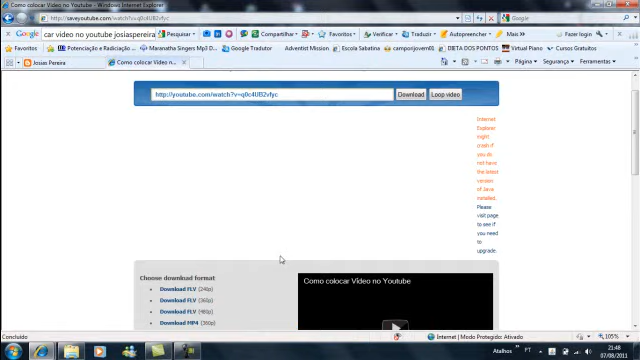 Como colocar Vídeo no Youtube - Windows Internet Explorer
http://saveyoutube.com/watch?v=q0c4UB2vfyc
Google
Google
car video no youtube josiaspereira
Pesquisar
Compartilhar
Favoritos
Verificar
Traduzir
Autopreencher
Mais
Fazer login
Favoritos
Potenciação e Radiciação
Maranatha Singers Mp3 D...
Google Tradutor
Adventist Mission
Escola Sabatina
camporijovem01
DIETA DOS PONTOS
Virtual Piano
Guias Cursos
Josias Pereira
Como colocar Vídeo n...
Página
Segurança
Ferramentas
http://youtube.com/watch?v=q0c4UB2vfyc
Download
Loop video
Internet
Explorer
might
crash if
you do
not have
the latest
version
of Java
installed.
Please
visit page
to see if
you need
to
upgrade.
Choose download format
Download FLV (240p)
Download FLV (360p)
Download FLV (480p)
Download MP4 (360p)
Como colocar Vídeo no Youtube
Concluído
Internet | Modo Protegido: Ativado
105%
Atalhos
PT
21:48
07/08/2011